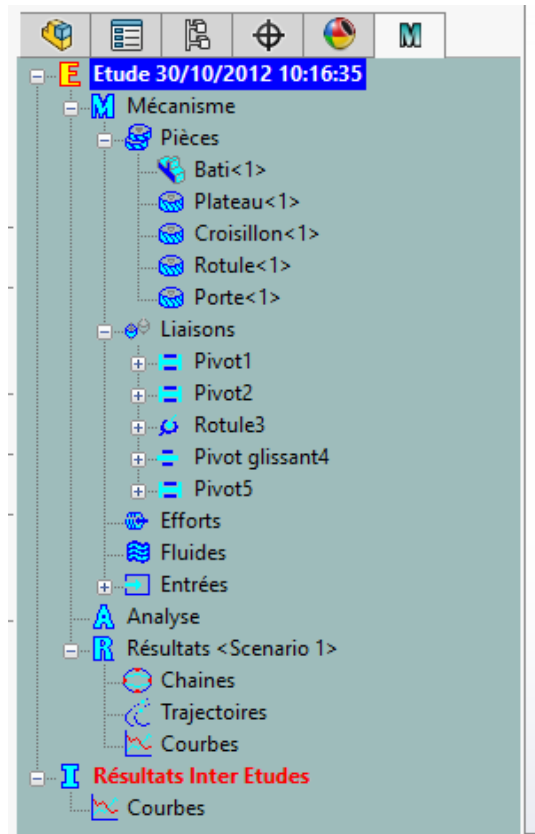 E Etude 30/10/2012 10:16:35
M Mécanisme
Pièces
Bati<1>
Plateau<1>
Croisillon<1>
Rotule<1>
Porte<1>
Liaisons
Pivot1
Pivot2
Rotule3
Pivot glissant4
Pivot5
Efforts
Fluides
Entrées
A Analyse
R Résultats <Scenario 1>
Chaines
Trajectoires
Courbes
I Résultats Inter Etudes
Courbes